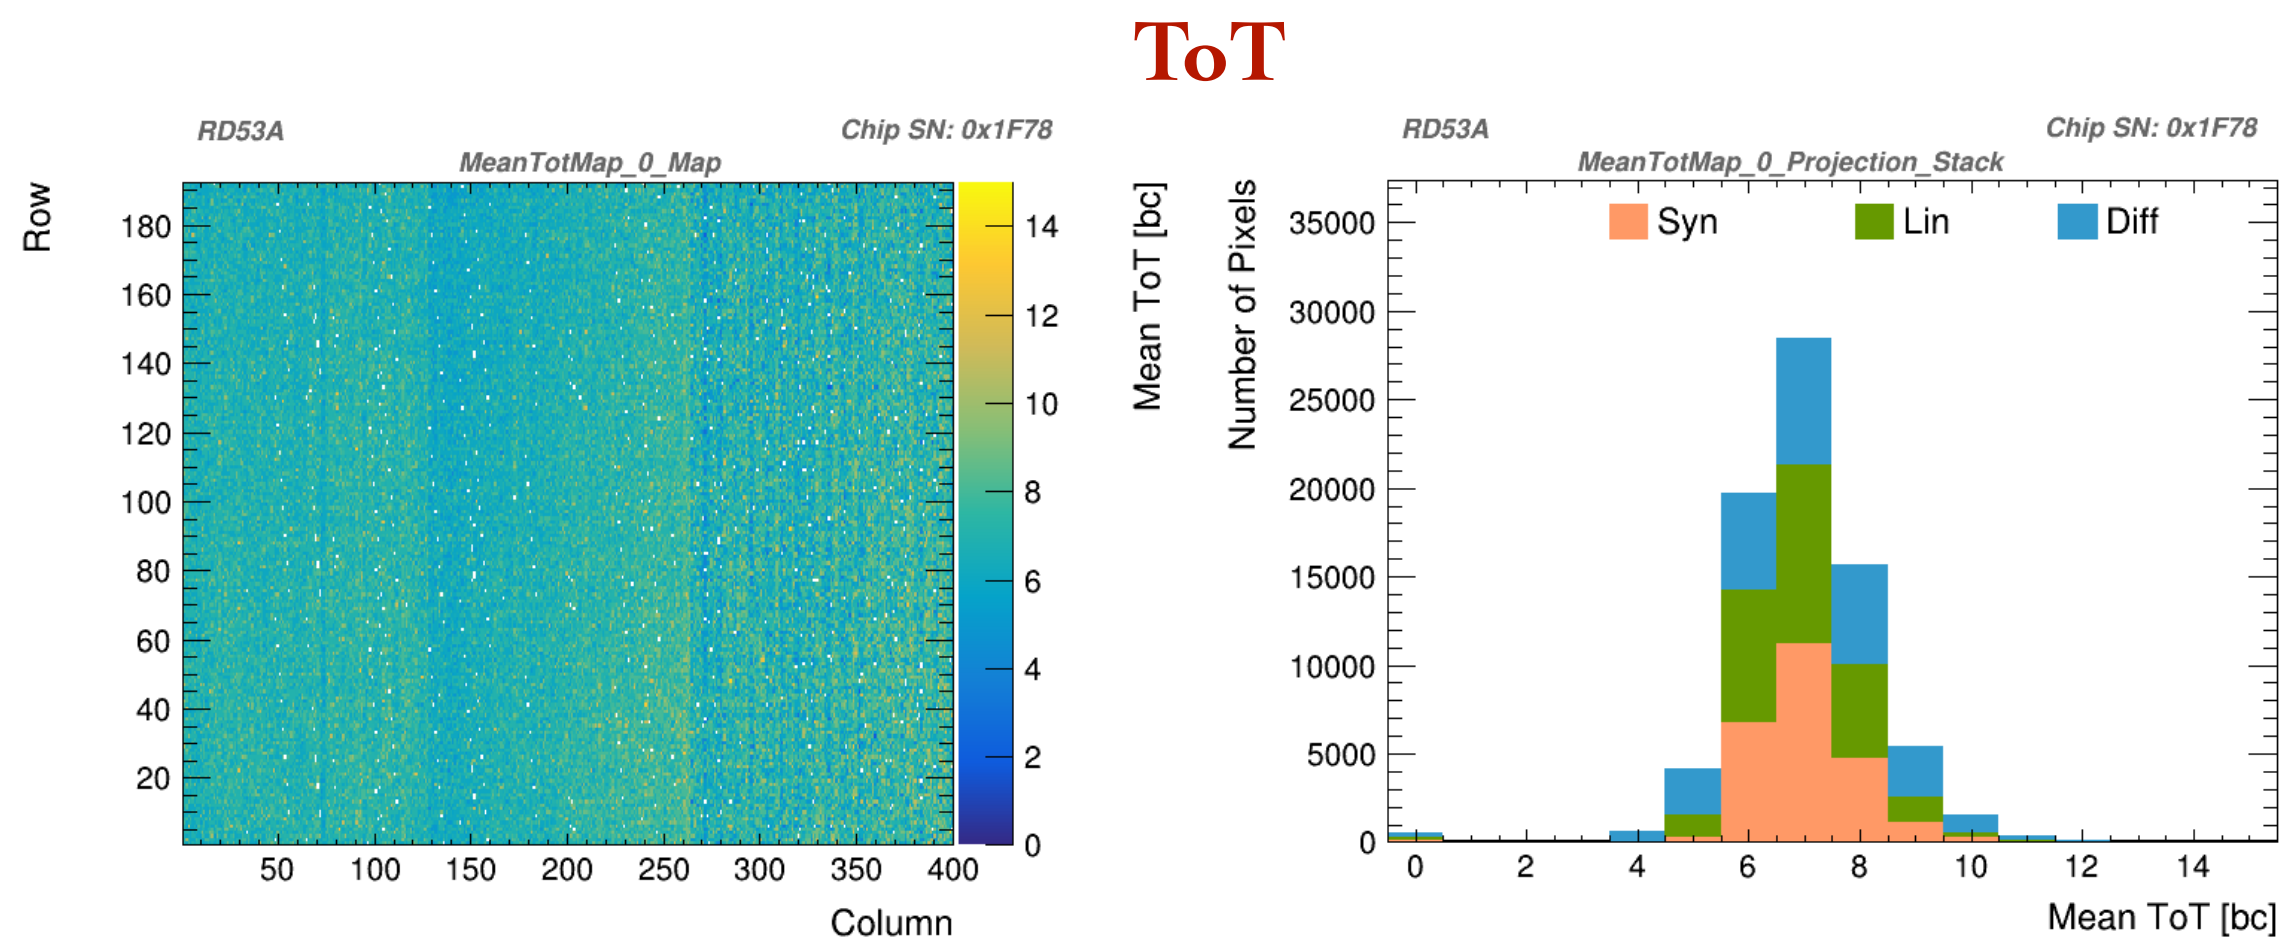 ToT
RD53A
Chip SN: 0x1F78
MeanTotMap_0_Map
Row
180
160
140
120
100
80
60
40
20
50 100 150 200 250 300 350 400
Column
14
12
10
8
6
4
2
0
Mean ToT [bc]
RD53A
Chip SN: 0x1F78
MeanTotMap_0_Projection_Stack
Number of Pixels
35000
30000
25000
20000
15000
10000
5000
0
Syn Lin Diff
0 2 4 6 8 10 12 14
Mean ToT [bc]